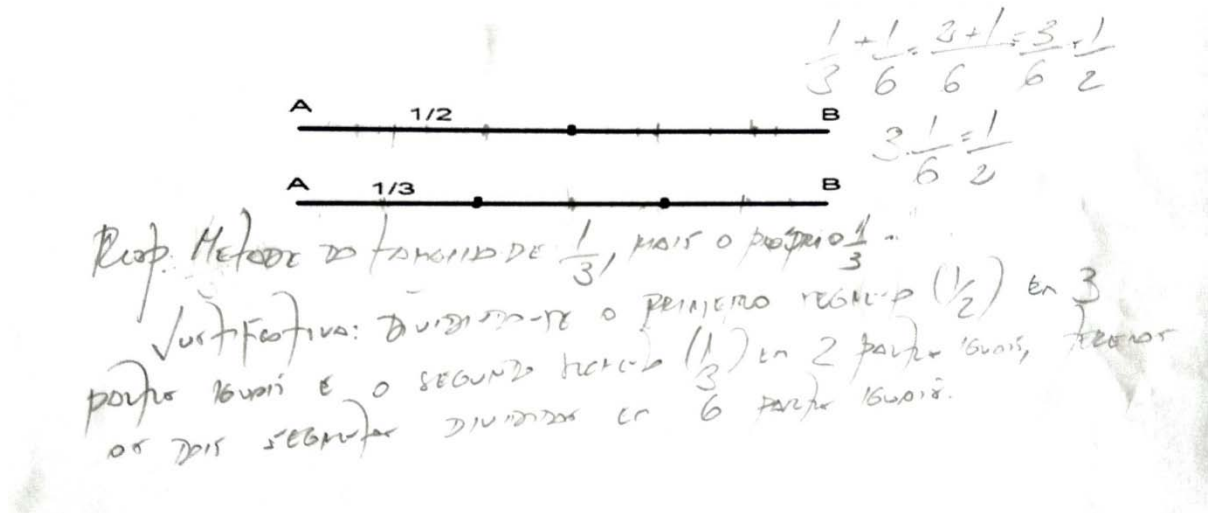 1/3 + 1/6 = 2+1/6 = 3/6 = 1/2
A 1/2 B
3·1/6 = 1/2
A 1/3 B
Resp. Metade do tamanho de 1/3, mais o próprio 1/3
Justificativa: Dividindo-se o primeiro segmento (1/2) em 3
partes iguais e o segundo segmento (1/3) em 2 partes iguais, teremos
os dois segmentos divididos em 6 partes iguais.